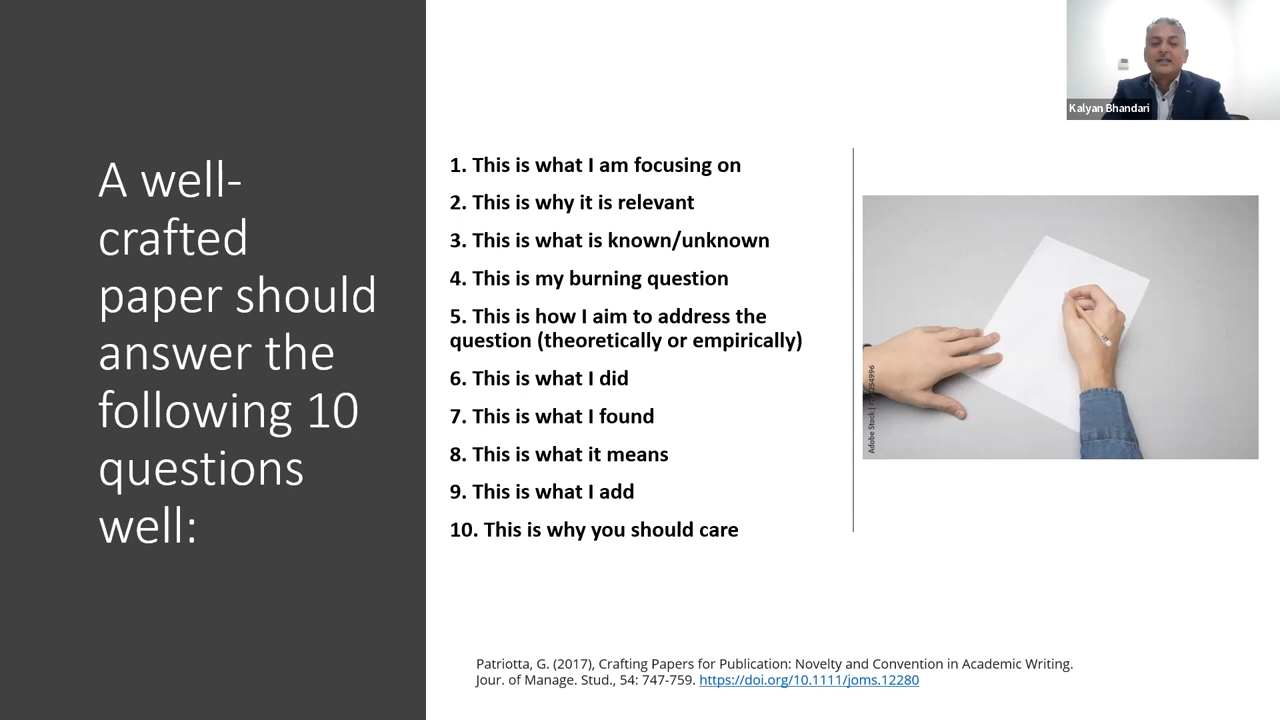 A well-
crafted
paper should
answer the
following 10
questions
well:
1. This is what I am focusing on
2. This is why it is relevant
3. This is what is known/unknown
4. This is my burning question
5. This is how I aim to address the
question (theoretically or empirically)
6. This is what I did
7. This is what I found
8. This is what it means
9. This is what I add
10. This is why you should care
Kalyan Bhandari
Adobe Stock |
Patriotta, G. (2017), Crafting Papers for Publication: Novelty and Convention in Academic Writing.
Jour. of Manage. Stud., 54: 747-759. https://doi.org/10.1111/joms.12280